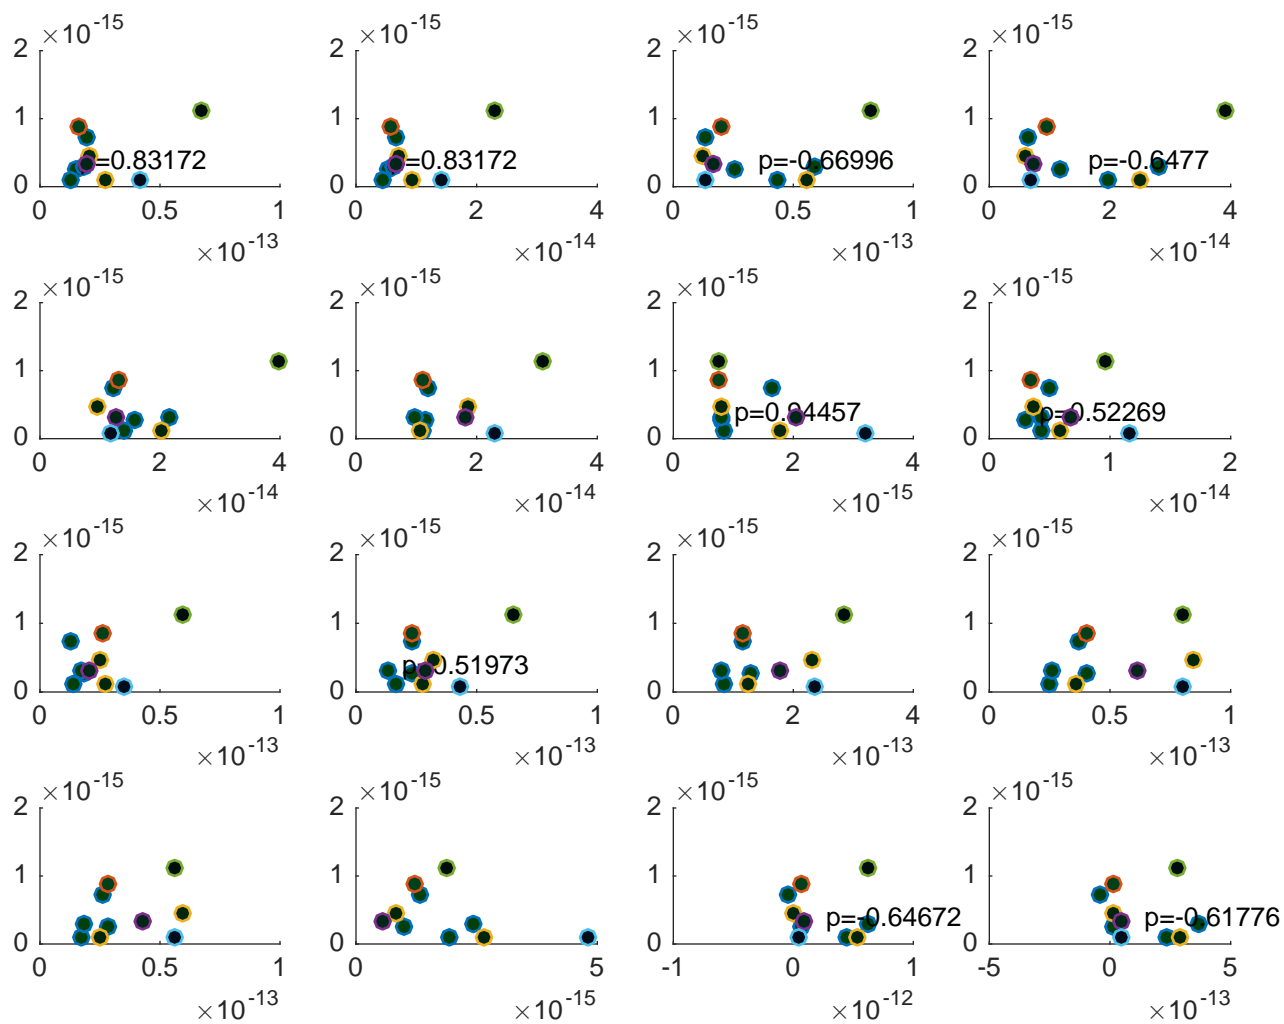 ×10-15 ×10-15 ×10-15 ×10-15
2 2 2 2
1 1 1 1
=0.83172 =0.83172 p=-0.66996 p=-0.6477
0 0 0 0
0 0.5 1 0 2 4 0 0.5 1 0 2 4
×10-13 ×10-14 ×10-13 ×10-14
×10-15 ×10-15 ×10-15 ×10-15
2 2 2 2
1 1 1 1
p=0.94457 p=0.52269
0 0 0 0
0 2 4 0 2 4 0 2 4 0 1 2
×10-14 ×10-14 ×10-15 ×10-14
×10-15 ×10-15 ×10-15 ×10-15
2 2 2 2
1 1 1 1
p=0.51973
0 0 0 0
0 0.5 1 0 0.5 1 0 2 4 0 0.5 1
×10-13 ×10-13 ×10-13 ×10-13
×10-15 ×10-15 ×10-15 ×10-15
2 2 2 2
1 1 1 1
p=-0.64672 p=-0.61776
0 0 0 0
0 0.5 1 0 5 -1 0 1 -5 0 5
×10-13 ×10-15 ×10-12 ×10-13